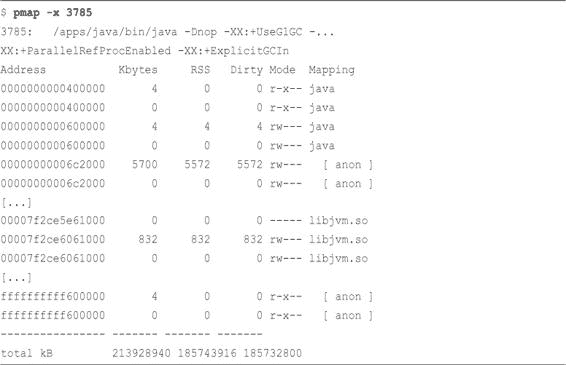 $ pmap -x 3785
3785:   /apps/java/bin/java -Dnop -XX:+UseG1GC -...
XX:+ParallelRefProcEnabled -XX:+ExplicitGCIn
Address           Kbytes     RSS   Dirty Mode  Mapping
0000000000400000       4       0       0 r-x-- java
0000000000400000       0       0       0 r-x-- java
0000000000600000       4       4       4 rw--- java
0000000000600000       0       0       0 rw--- java
00000000006c2000    5700    5572    5572 rw---   [ anon ]
00000000006c2000       0       0       0 rw---   [ anon ]
[...]
00007f2ce5e61000       0       0       0 ----- libjvm.so
00007f2ce6061000     832     832     832 rw--- libjvm.so
00007f2ce6061000       0       0       0 rw--- libjvm.so
[...]
ffffffffff600000       4       0       0 r-x--   [ anon ]
ffffffffff600000       0       0       0 r-x--   [ anon ]
---------------- ------- ------- -------
total kB         213928940 185743916 185732800